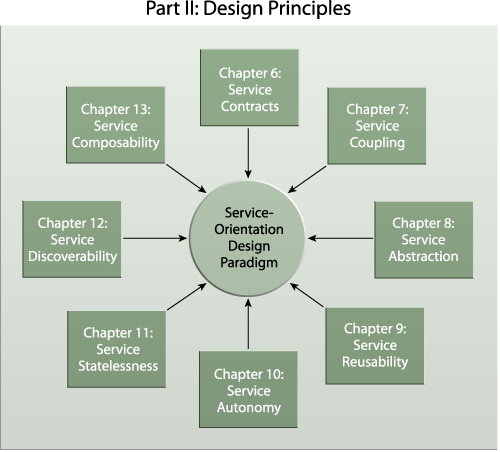 Part II: Design Principles
Chapter 6:
Service
Contracts
Chapter 7:
Service
Coupling
Chapter 8:
Service
Abstraction
Chapter 9:
Service
Reusability
Chapter 10:
Service
Autonomy
Chapter 11:
Service
Statelessness
Chapter 12:
Service
Discoverability
Chapter 13:
Service
Composability
Service-
Orientation
Design
Paradigm